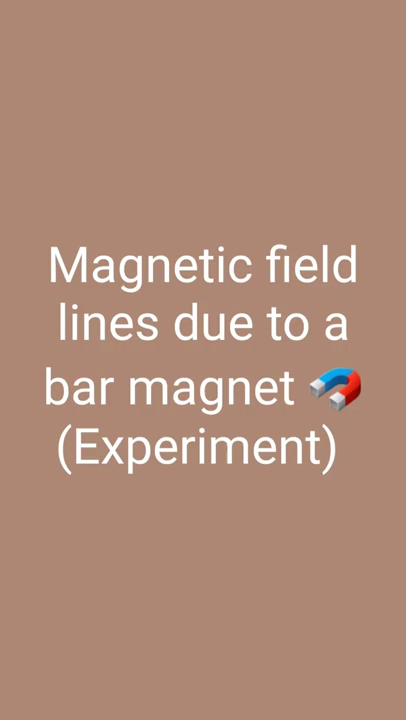 Magnetic field
lines due to a
bar magnet 🧲
(Experiment)